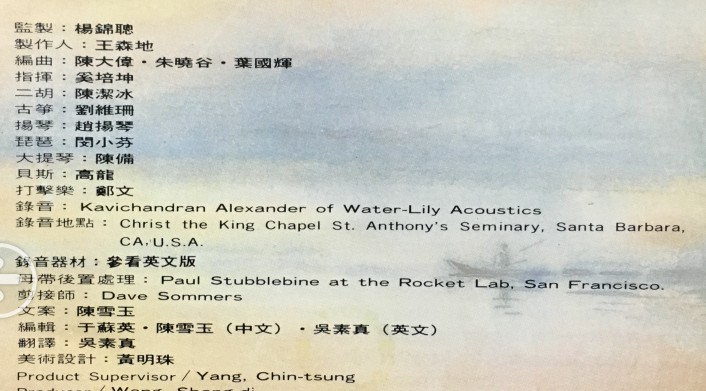 監製：楊錦聰
製作人：王森地
編曲：陳大偉・朱曉谷・葉國輝
指揮：奚培坤
二胡：陳潔冰
古箏：劉維珊
揚琴：趙揚琴
琵琶：閔小芬
大提琴：陳備
貝斯：高龍
打擊樂：鄭文
錄音：Kavichandran Alexander of Water-Lily Acoustics
錄音地點：Christ the King Chapel St. Anthony's Seminary, Santa Barbara,
CA. U.S.A.
錄音器材：參看英文版
母帶後置處理：Paul Stubblebine at the Rocket Lab, San Francisco.
剪接師：Dave Sommers
文案：陳雪玉
編輯：于蘇英・陳雪玉（中文）・吳素真（英文）
翻譯：吳素真
美術設計：黃明珠
Product Supervisor / Yang, Chin-tsung